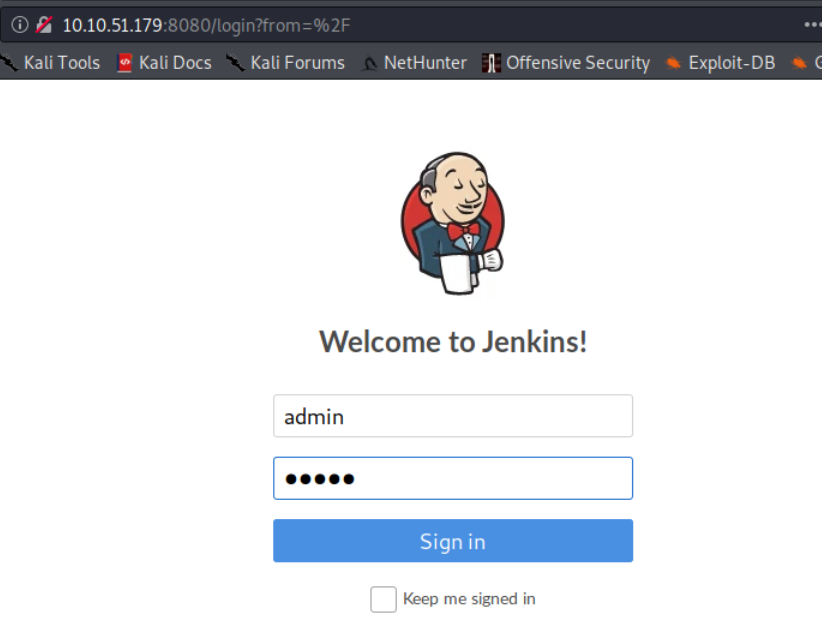 10.10.51.179:8080/login?from=%2F
Kali Tools Kali Docs Kali Forums NetHunter Offensive Security Exploit-DB
Welcome to Jenkins!
admin
Sign in
Keep me signed in